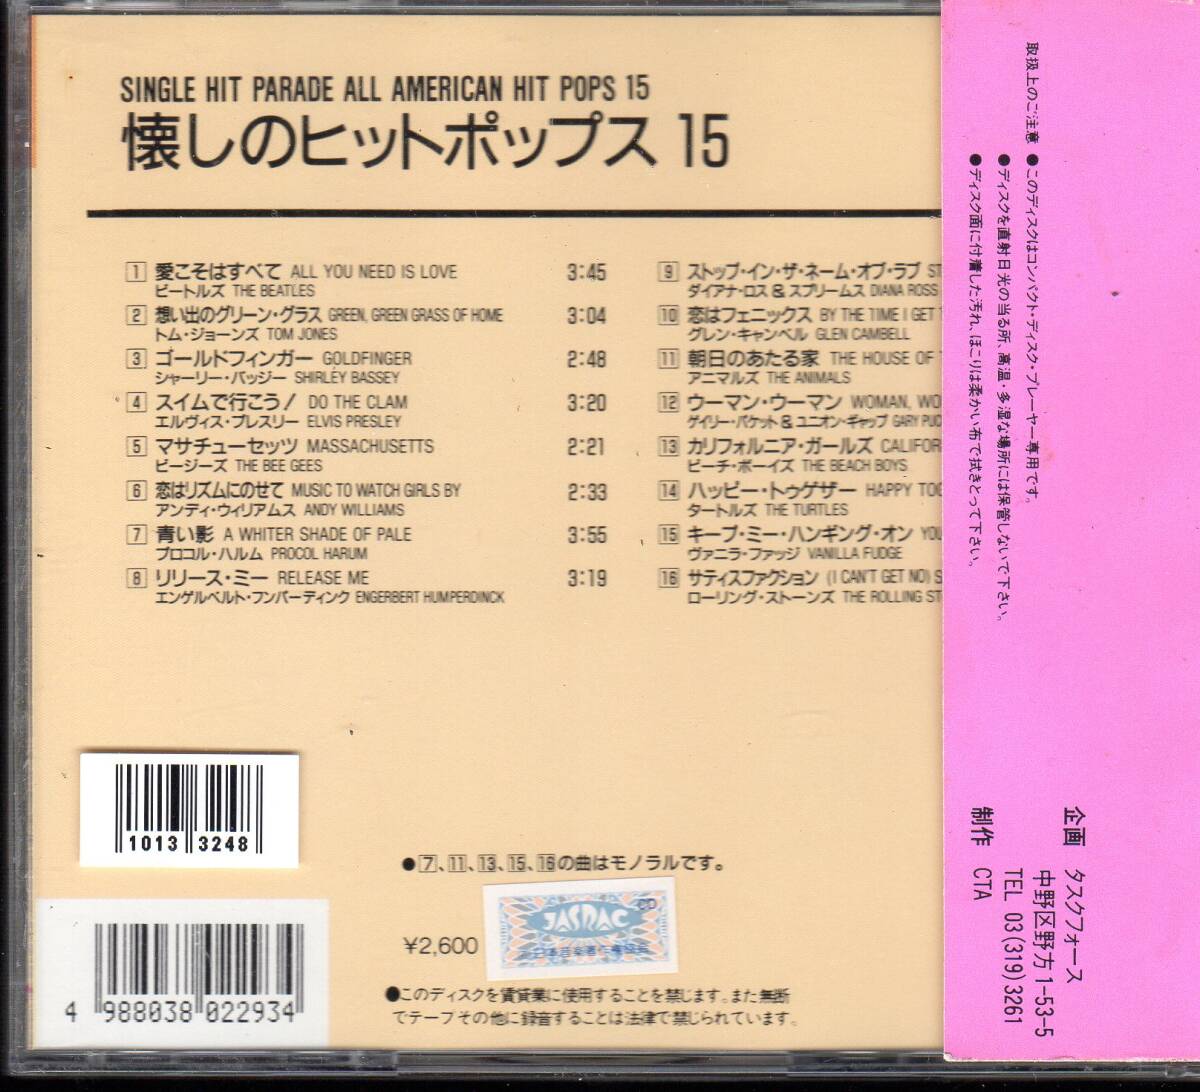 SINGLE HIT PARADE ALL AMERICAN HIT POPS 15
懐しのヒットポップス 15
1 愛こそはすべて ALL YOU NEED IS LOVE 3:45
ビートルズ THE BEATLES
2 想い出のグリーン・グラス GREEN, GREEN GRASS OF HOME 3:04
トム・ジョーンズ TOM JONES
3 ゴールドフィンガー GOLDFINGER 2:48
シャーリー・バッジー SHIRLEY BASSEY
4 スイムで行こう! DO THE CLAM 3:20
エルヴィス・プレスリー ELVIS PRESLEY
5 マサチューセッツ MASSACHUSETTS 2:21
ビージーズ THE BEE GEES
6 恋はリズムにのせて MUSIC TO WATCH GIRLS BY 2:33
アンディ・ウィリアムス ANDY WILLIAMS
7 青い影 A WHITER SHADE OF PALE 3:55
プロコル・ハルム PROCOL HARUM
8 リリース・ミー RELEASE ME 3:19
エンゲルベルト・フンパーディンク ENGERBERT HUMPERDINCK
9 ストップ・イン・ザ・ネーム・オブ・ラブ ST
ダイアナ・ロス & スプリームス DIANA ROSS
10 恋はフェニックス BY THE TIME I GET T
グレン・キャンベル GLEN CAMBELL
11 朝日のあたる家 THE HOUSE OF T
アニマルズ THE ANIMALS
12 ウーマン・ウーマン WOMAN, WO
ゲイリー・パケット & ユニオン・ギャップ GARY PUC
13 カリフォルニア・ガールズ CALIFOR
ビーチ・ボーイズ THE BEACH BOYS
14 ハッピー・トゥゲザー HAPPY TOG
タートルズ THE TURTLES
15 キープ・ミー・ハンギング・オン YOU
ヴァニラ・ファッジ VANILLA FUDGE
16 サティスファクション (I CAN'T GET NO) S
ローリング・ストーンズ THE ROLLING ST
1013 3248
●7、11、13、15、16の曲はモノラルです。
¥2,600
JASRAC CD
日本音楽著作権協会
●このディスクを賃貸業に使用することを禁じます。また無断
でテープその他に録音することは法律で禁じられています。
4 988038 022934
取扱上のご注意 ●このディスクはコンパクト・ディスク・プレーヤー専用です。
●ディスクを直射日光の当る所、高温・多湿な場所には保管しないで下さい。
●ディスク面に付着した汚れ、ほこりは柔かい布で拭きとって下さい。
企画 タスクフォース
中野区野方1-53-5
TEL 03(319)3261
制作 CTA